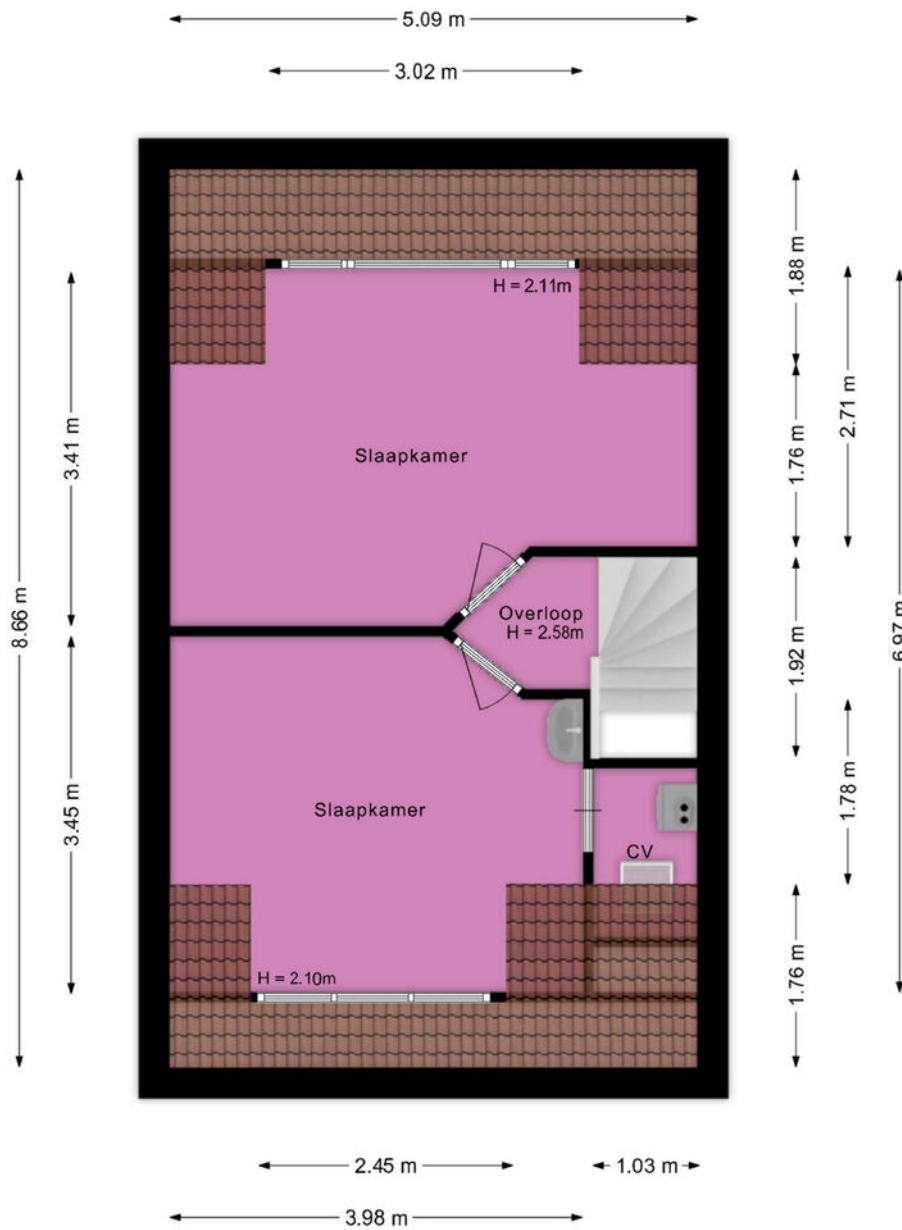 5.09 m
3.02 m
8.66 m
3.41 m
3.45 m
1.88 m
1.76 m
1.92 m
1.76 m
2.71 m
1.78 m
6.97 m
H = 2.11m
Slaapkamer
Overloop
H = 2.58m
Slaapkamer
CV
H = 2.10m
2.45 m
1.03 m
3.98 m